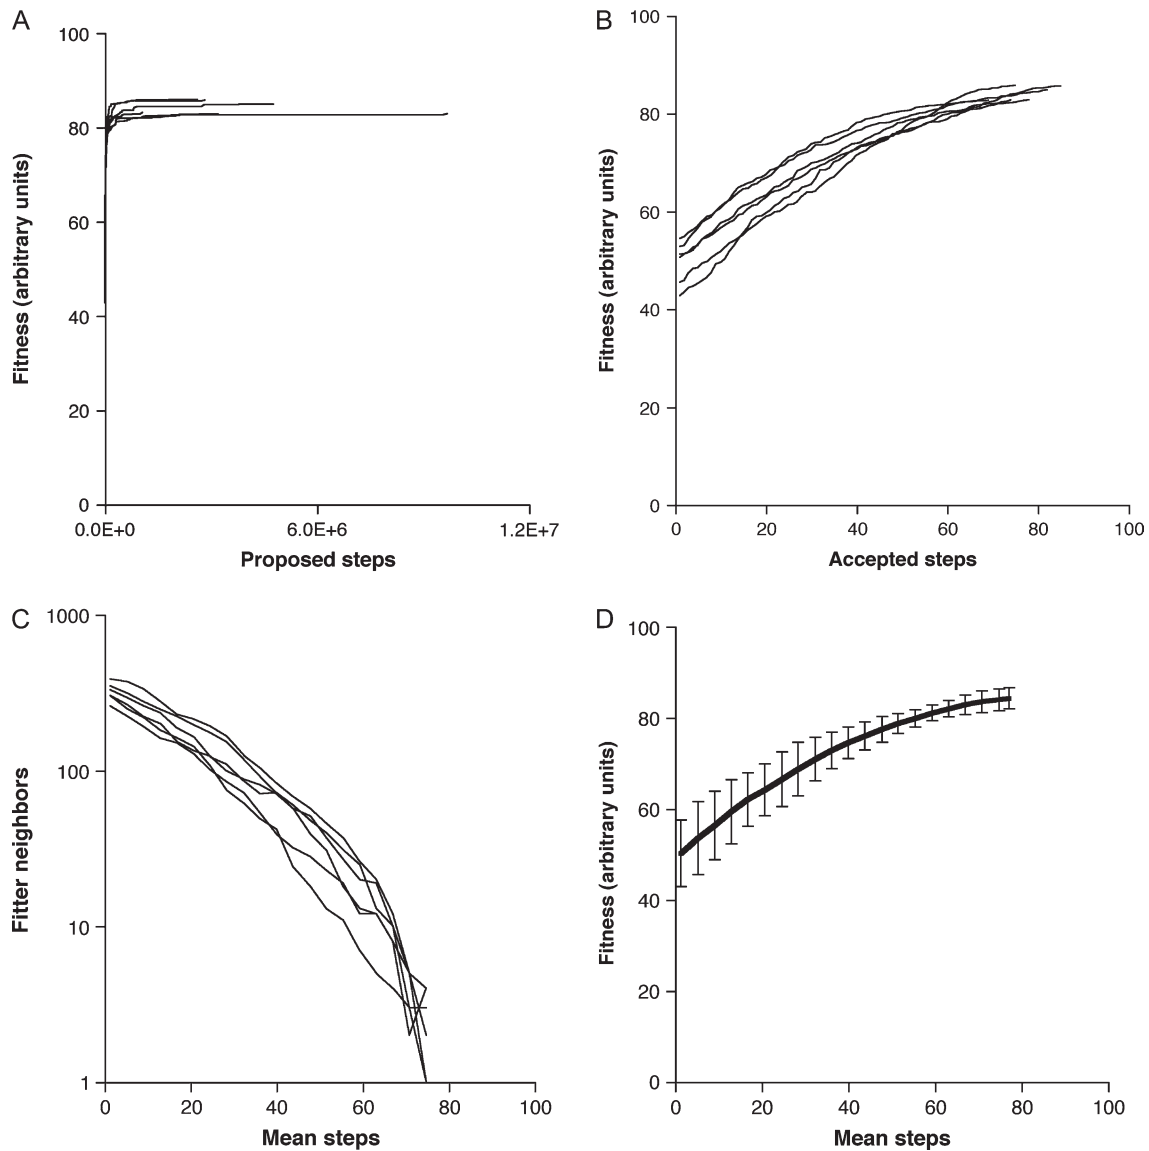 A
100
80
60
40
20
0
0.0E+0 6.0E+6 1.2E+7
Proposed steps
Fitness (arbitrary units)
B
100
80
60
40
20
0
0 20 40 60 80 100
Accepted steps
Fitness (arbitrary units)
C
1000
100
10
1
0 20 40 60 80 100
Mean steps
Fitter neighbors
D
100
80
60
40
20
0
0 20 40 60 80 100
Mean steps
Fitness (arbitrary units)